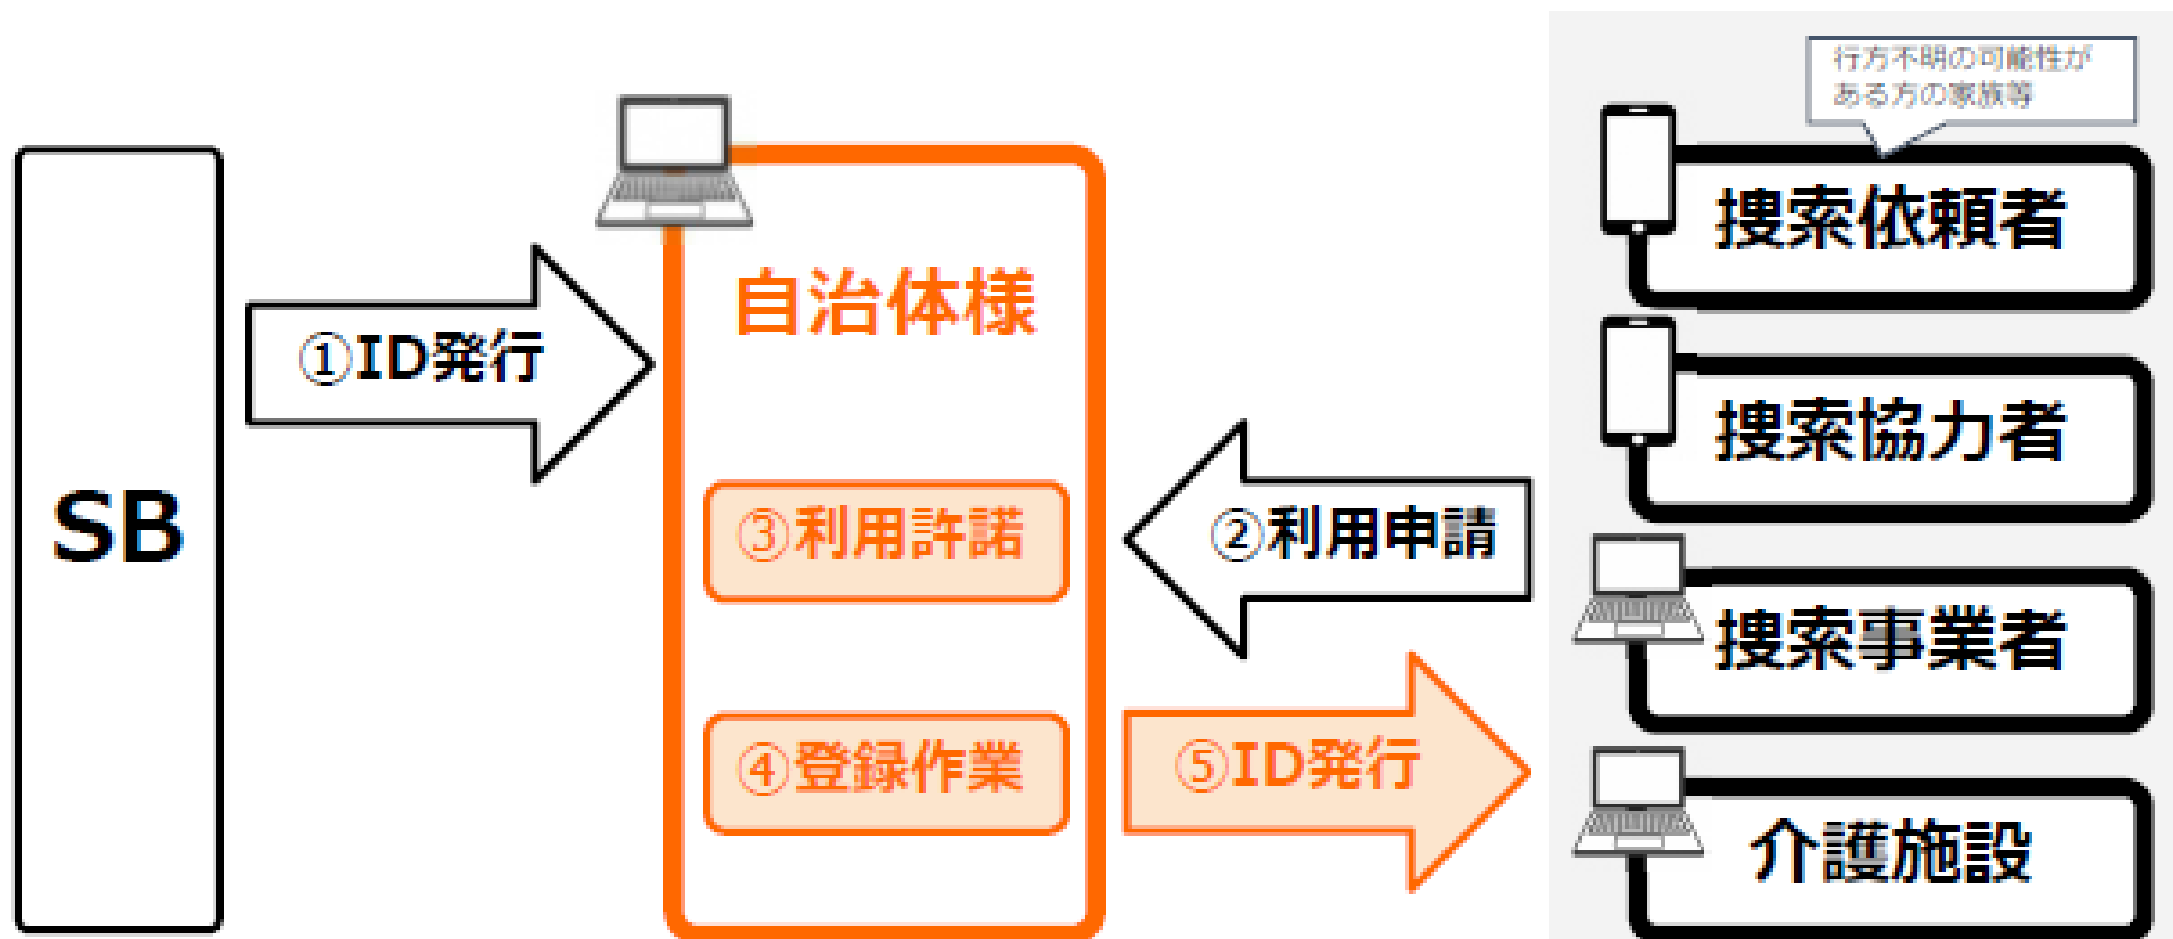 SB
①ID発行
自治体様
③利用許諾
④登録作業
②利用申請
⑤ID発行
行方不明の可能性が
ある方の家族等
捜索依頼者
捜索協力者
捜索事業者
介護施設